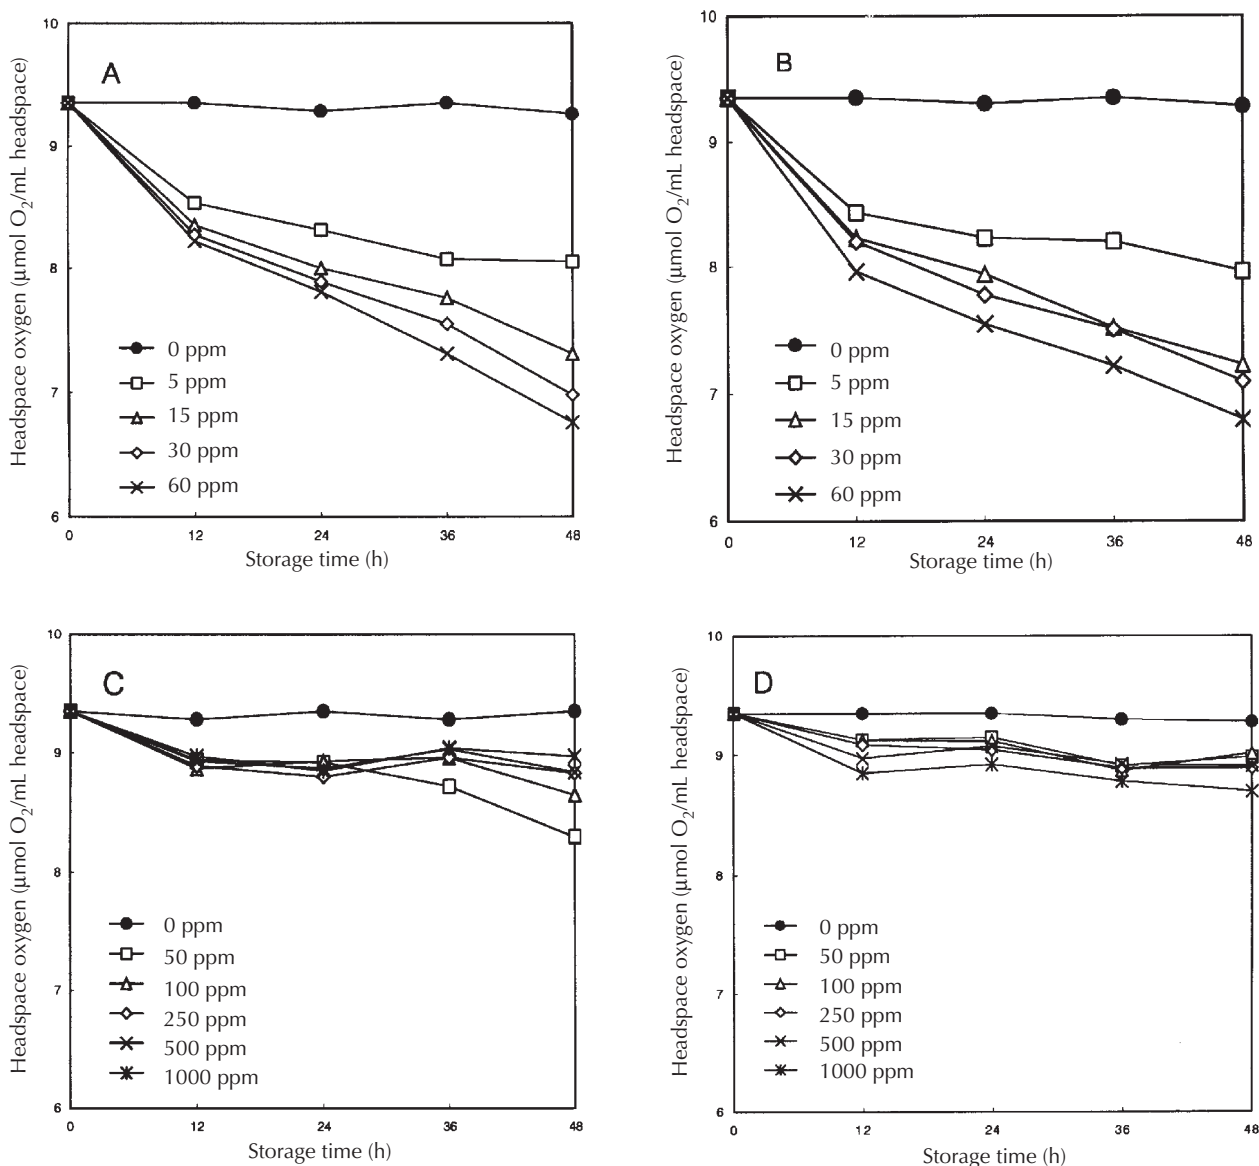 A
Headspace oxygen (μmol O₂/mL headspace)
10
9
8
7
6
0 ppm
5 ppm
15 ppm
30 ppm
60 ppm
0 12 24 36 48
Storage time (h)
B
Headspace oxygen (μmol O₂/mL headspace)
10
9
8
7
6
0 ppm
5 ppm
15 ppm
30 ppm
60 ppm
0 12 24 36 48
Storage time (h)
C
Headspace oxygen (μmol O₂/mL headspace)
10
9
8
7
6
0 ppm
50 ppm
100 ppm
250 ppm
500 ppm
1000 ppm
0 12 24 36 48
Storage time (h)
D
Headspace oxygen (μmol O₂/mL headspace)
10
9
8
7
6
0 ppm
50 ppm
100 ppm
250 ppm
500 ppm
1000 ppm
0 12 24 36 48
Storage time (h)